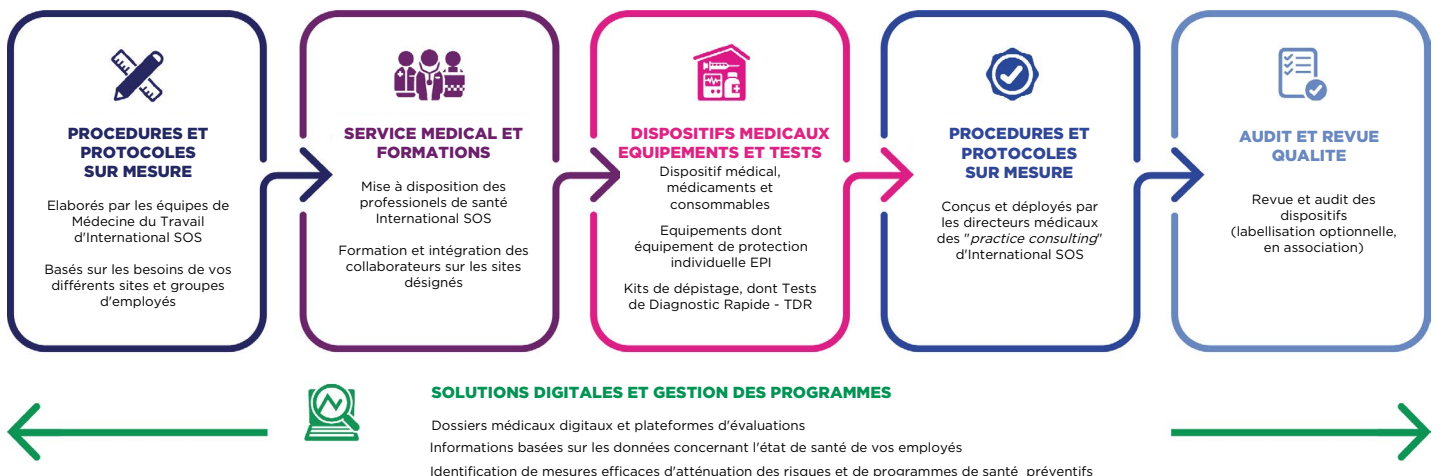 PROCEDURES ET
PROTOCOLES
SUR MESURE
Elaborés par les équipes de
Médecine du Travail
d'International SOS
Basés sur les besoins de vos
différents sites et groupes
d'employés
SERVICE MEDICAL ET
FORMATIONS
Mise à disposition des
professionels de santé
International SOS
Formation et intégration des
collaborateurs sur les sites
désignés
DISPOSITIFS MEDICAUX
EQUIPEMENTS ET TESTS
Dispositif médical,
médicaments et
consommables
Equipements dont
équipement de protection
individuelle EPI
Kits de dépistage, dont Tests
de Diagnostic Rapide - TDR
PROCEDURES ET
PROTOCOLES
SUR MESURE
Conçus et déployés par
les directeurs médicaux
des "practice consulting"
d'International SOS
AUDIT ET REVUE
QUALITE
Revue et audit des
dispositifs
(labellisation optionnelle,
en association)
SOLUTIONS DIGITALES ET GESTION DES PROGRAMMES
Dossiers médicaux digitaux et plateformes d'évaluations
Informations basées sur les données concernant l'état de santé de vos employés
Identification de mesures efficaces d'atténuation des risques et de programmes de santé préventifs